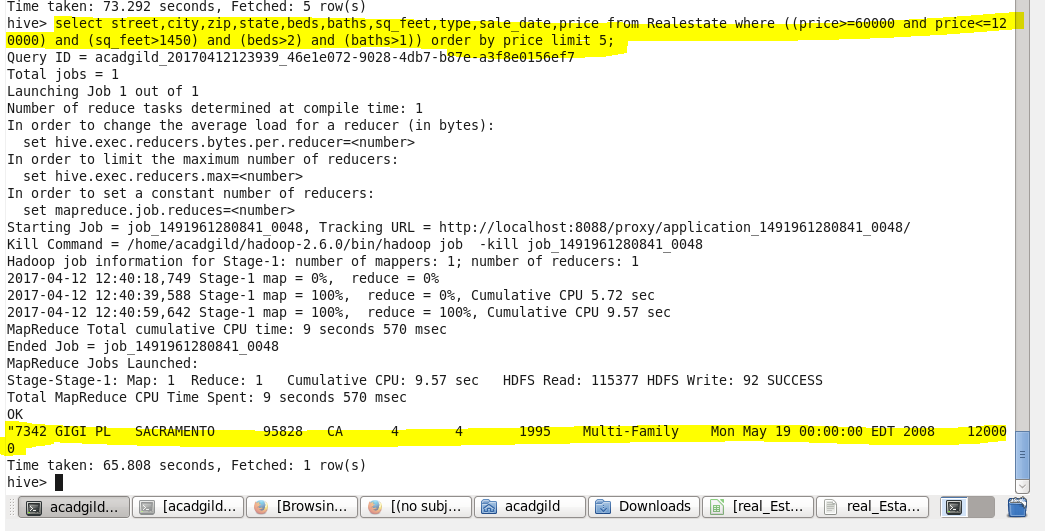 Time taken: 73.292 seconds, Fetched: 5 row(s)
hive> select street,city,zip,state,beds,baths,sq_feet,type,sale_date,price from Realestate where ((price>=60000 and price<=12
0000) and (sq_feet>1450) and (beds>2) and (baths>1)) order by price limit 5;
Query ID = acadgild_20170412123939_46e1e072-9028-4db7-b87e-a3f8e0156ef7
Total jobs = 1
Launching Job 1 out of 1
Number of reduce tasks determined at compile time: 1
In order to change the average load for a reducer (in bytes):
  set hive.exec.reducers.bytes.per.reducer=<number>
In order to limit the maximum number of reducers:
  set hive.exec.reducers.max=<number>
In order to set a constant number of reducers:
  set mapreduce.job.reduces=<number>
Starting Job = job_1491961280841_0048, Tracking URL = http://localhost:8088/proxy/application_1491961280841_0048/
Kill Command = /home/acadgild/hadoop-2.6.0/bin/hadoop job  -kill job_1491961280841_0048
Hadoop job information for Stage-1: number of mappers: 1; number of reducers: 1
2017-04-12 12:40:18,749 Stage-1 map = 0%,  reduce = 0%
2017-04-12 12:40:39,588 Stage-1 map = 100%,  reduce = 0%, Cumulative CPU 5.72 sec
2017-04-12 12:40:59,642 Stage-1 map = 100%,  reduce = 100%, Cumulative CPU 9.57 sec
MapReduce Total cumulative CPU time: 9 seconds 570 msec
Ended Job = job_1491961280841_0048
MapReduce Jobs Launched:
Stage-Stage-1: Map: 1  Reduce: 1   Cumulative CPU: 9.57 sec   HDFS Read: 115377 HDFS Write: 92 SUCCESS
Total MapReduce CPU Time Spent: 9 seconds 570 msec
OK
"7342 GIGI PL   SACRAMENTO      95828   CA      4       4       1995    Multi-Family    Mon May 19 00:00:00 EDT 2008    12000
0
Time taken: 65.808 seconds, Fetched: 1 row(s)
hive>
acadgild... [acadgild... [Browsin... [(no subj... acadgild Downloads [real_Est... real_Esta...